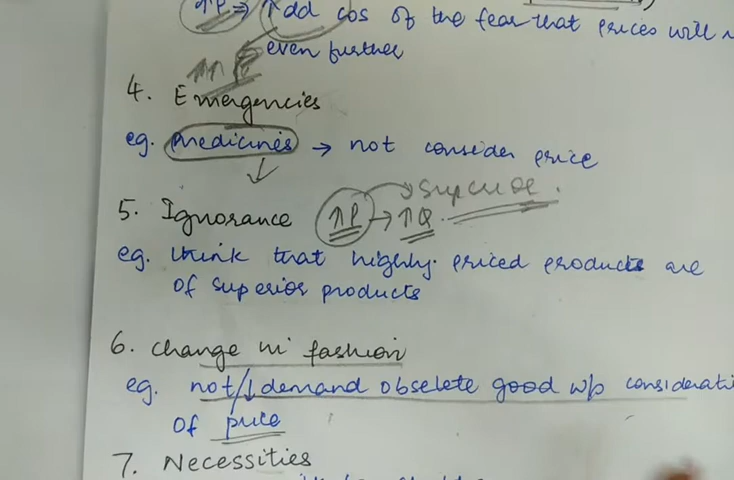 ↑P ⇒ ↑dd cos of the fear that prices will
↑↑ P even further
4. Emergencies
eg. medicines → not consider price
5. Ignorance ↑P → ↑Q. superior.
eg. think that highly priced products are
of superior products
6. Change in fashion
eg. not/↓ demand obselete good w/o considerati
of price
7. Necessities